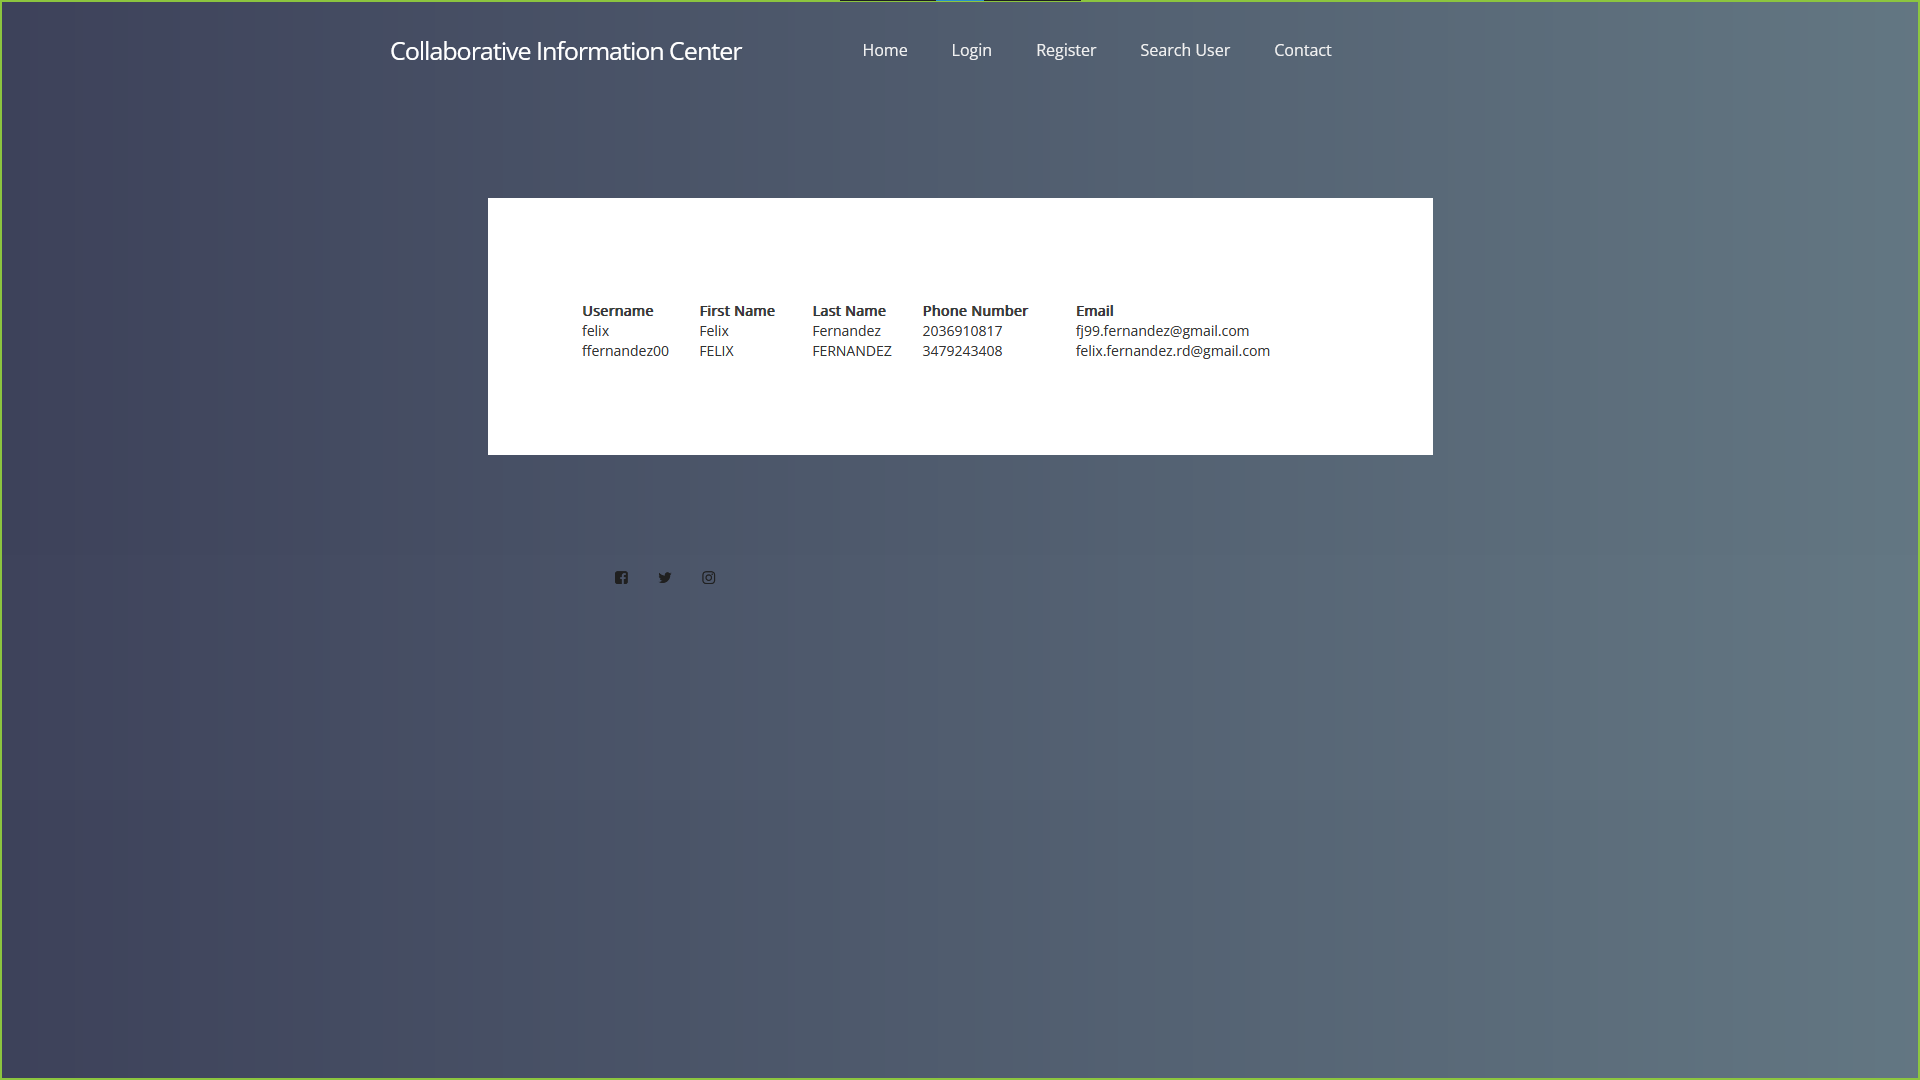 Collaborative Information Center Home Login Register Search User Contact
Username First Name Last Name Phone Number Email
felix Felix Fernandez 2036910817 fj99.fernandez@gmail.com
ffernandez00 FELIX FERNANDEZ 3479243408 felix.fernandez.rd@gmail.com